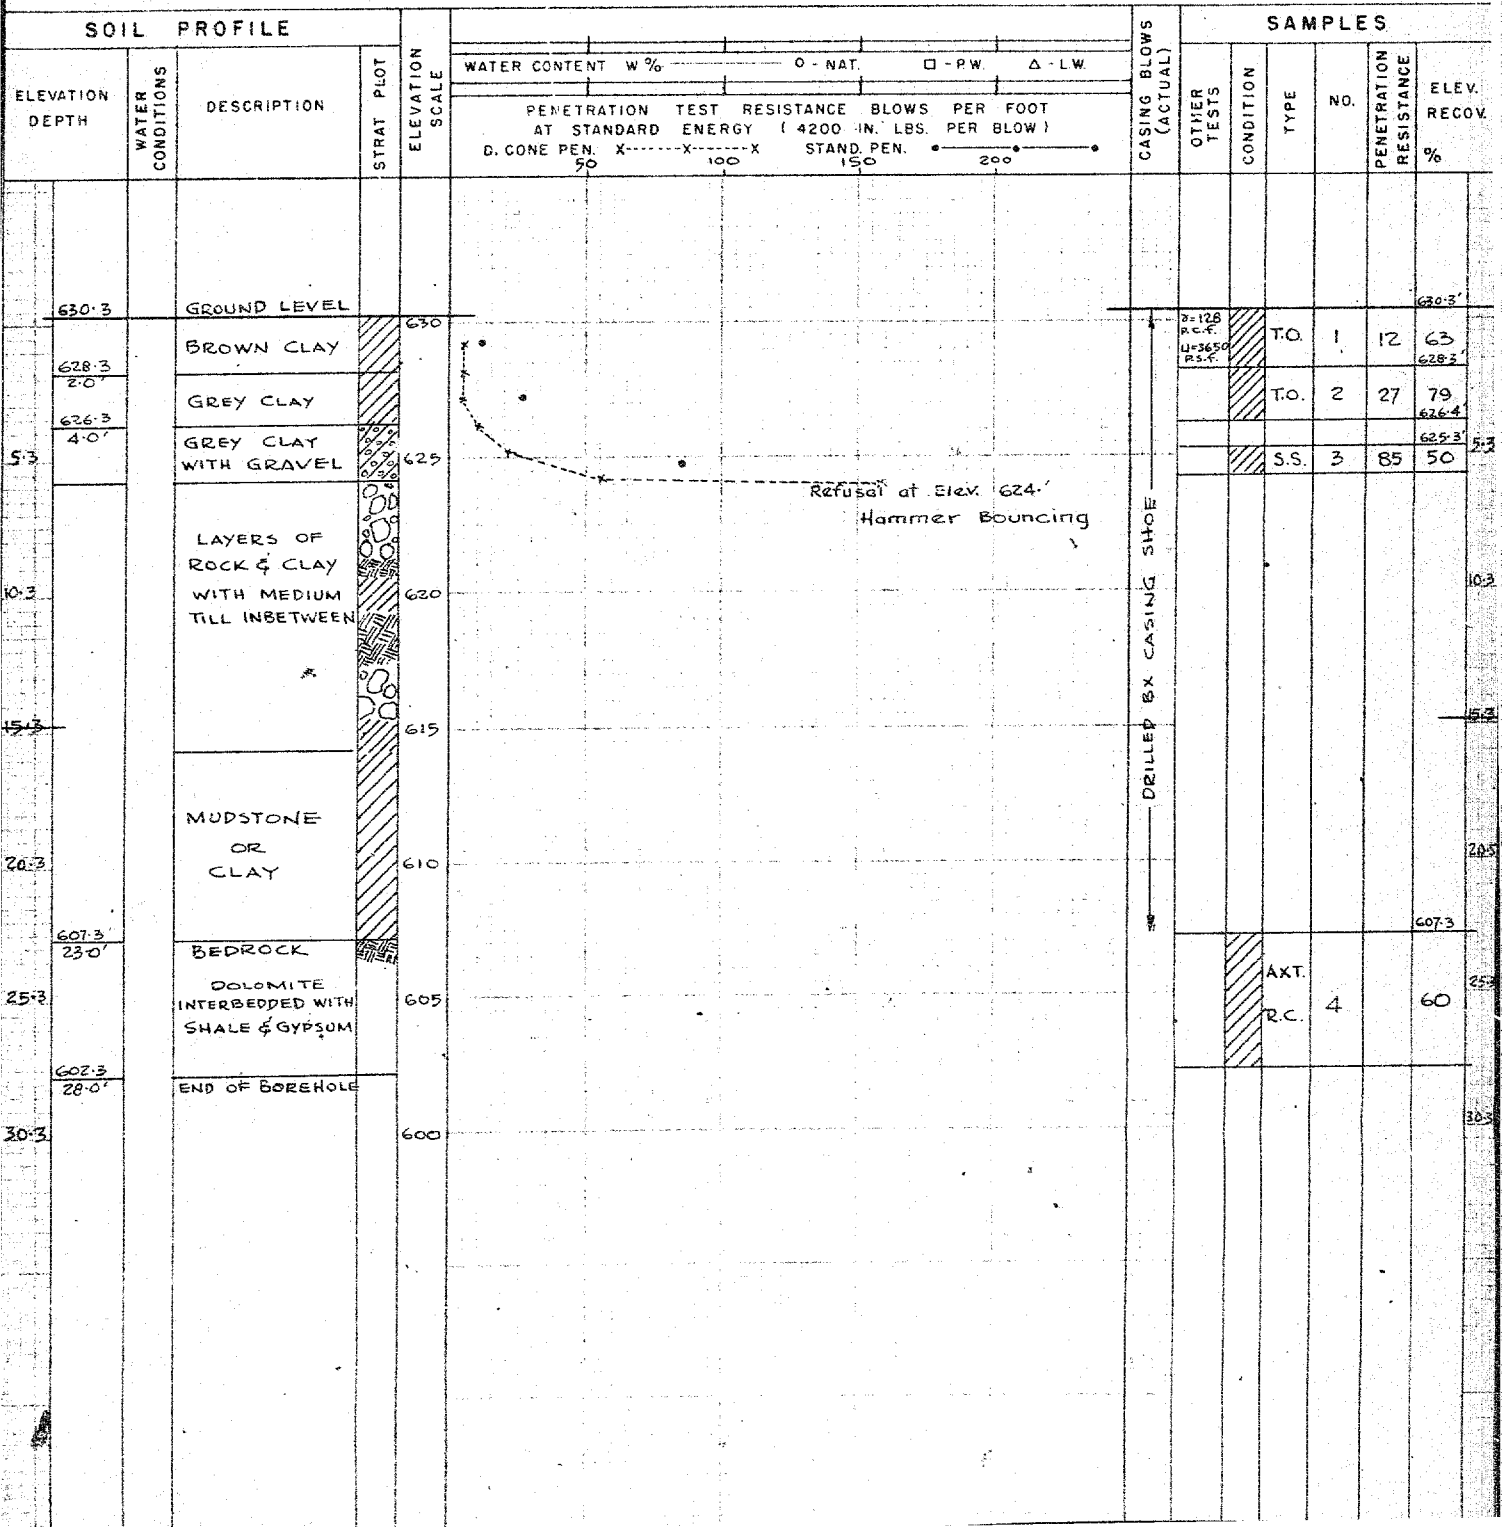 SOIL PROFILE
SAMPLES
ELEVATION
DEPTH
WATER
CONDITIONS
DESCRIPTION
STRAT PLOT
ELEVATION
SCALE
WATER CONTENT W % O - NAT. □ - P.W. Δ - L.W.
PENETRATION TEST RESISTANCE BLOWS PER FOOT
AT STANDARD ENERGY ( 4200 IN. LBS. PER BLOW )
D. CONE PEN. X-------X-------X STAND. PEN.
50 100 150 200
CASING BLOWS
(ACTUAL)
OTHER
TESTS
CONDITION
TYPE
NO.
PENETRATION
RESISTANCE
ELEV.
RECOV.
%
630.3 GROUND LEVEL
630
630.3'
BROWN CLAY
γ=128
P.C.F.
U=3650
P.S.F.
T.O. 1 12 63
628.3
2.0'
628.3'
GREY CLAY
T.O. 2 27 79
626.3
4.0'
626.4'
GREY CLAY
WITH GRAVEL
625.3'
5.3
625
S.S. 3 85 50
5.3
Refusal at Elev. 624.'
Hammer Bouncing
LAYERS OF
ROCK & CLAY
WITH MEDIUM
TILL INBETWEEN
10.3
620
10.3
DRILLED BX CASING SHOE
15.3
615
15.3
MUDSTONE
OR
CLAY
20.3
610
607.3
23.0'
607.3
BEDROCK
DOLOMITE
INTERBEDDED WITH
SHALE & GYPSUM
25.3
605
AXT.
R.C. 4 60
25.3
602.3
28.0'
END OF BOREHOLE
30.3
600
30.3